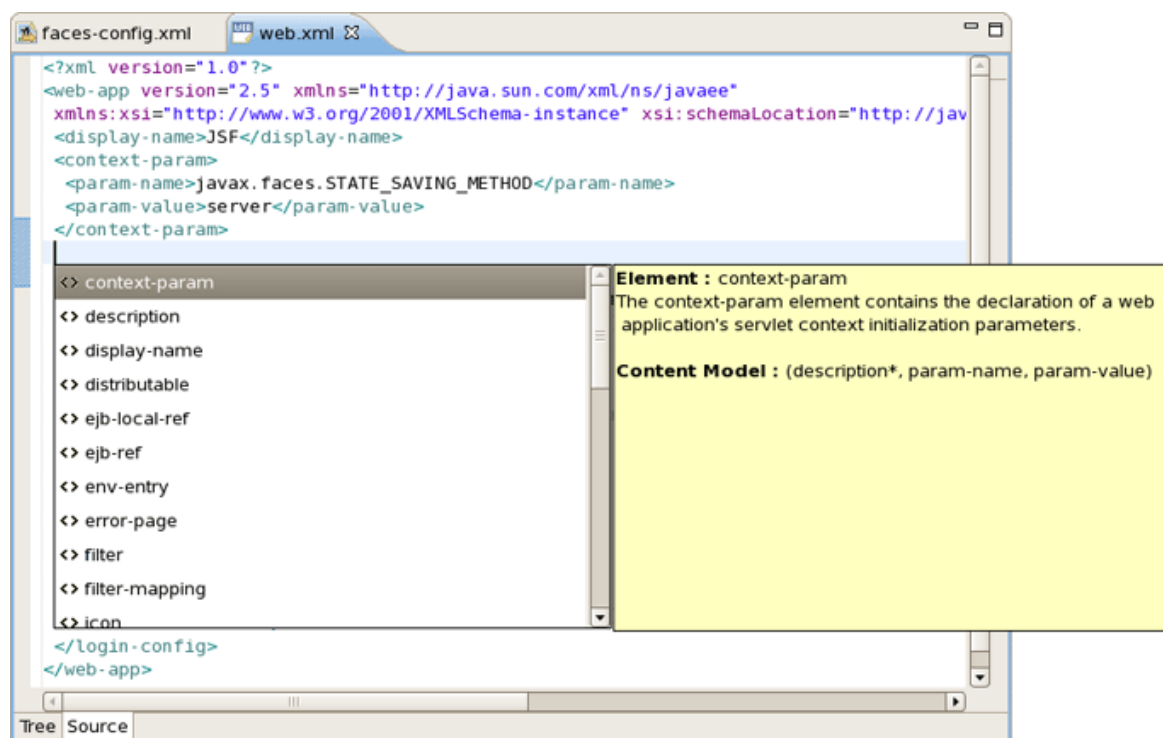 faces-config.xml web.xml
<?xml version="1.0"?>
<web-app version="2.5" xmlns="http://java.sun.com/xml/ns/javaee"
xmlns:xsi="http://www.w3.org/2001/XMLSchema-instance" xsi:schemaLocation="http://jav
<display-name>JSF</display-name>
<context-param>
<param-name>javax.faces.STATE_SAVING_METHOD</param-name>
<param-value>server</param-value>
</context-param>
<> context-param
<> description
<> display-name
<> distributable
<> ejb-local-ref
<> ejb-ref
<> env-entry
<> error-page
<> filter
<> filter-mapping
<> icon
Element : context-param
The context-param element contains the declaration of a web
application's servlet context initialization parameters.
Content Model : (description*, param-name, param-value)
</login-config>
</web-app>
Tree Source